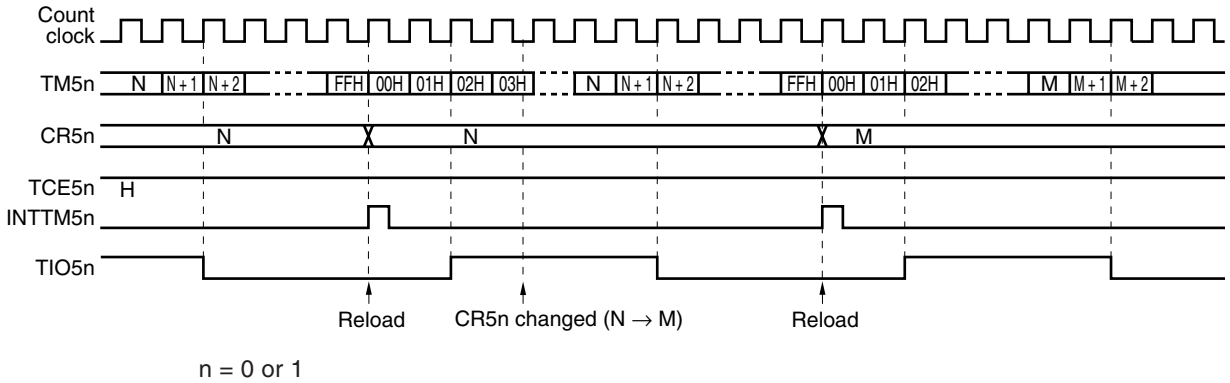 Count
clock
TM5n N N + 1 N + 2 FFH 00H 01H 02H 03H N N + 1 N + 2 FFH 00H 01H 02H M M + 1 M + 2
CR5n N N M
TCE5n H
INTTM5n
TIO5n
Reload CR5n changed (N → M) Reload
n = 0 or 1